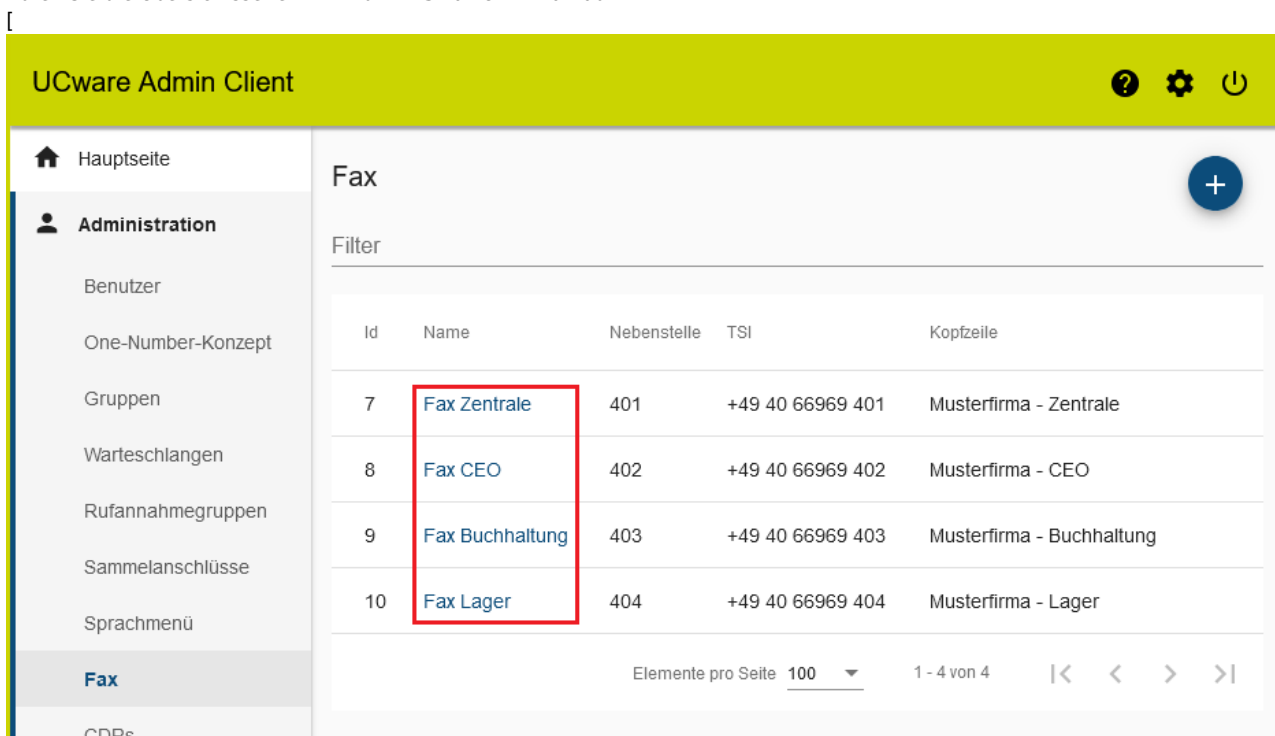 [
UCware Admin Client
Hauptseite
Administration
Benutzer
One-Number-Konzept
Gruppen
Warteschlangen
Rufannahmegruppen
Sammelanschlüsse
Sprachmenü
Fax
CDRs
Fax
Filter
Id Name Nebenstelle TSI Kopfzeile
7 Fax Zentrale 401 +49 40 66969 401 Musterfirma - Zentrale
8 Fax CEO 402 +49 40 66969 402 Musterfirma - CEO
9 Fax Buchhaltung 403 +49 40 66969 403 Musterfirma - Buchhaltung
10 Fax Lager 404 +49 40 66969 404 Musterfirma - Lager
Elemente pro Seite 100 1 - 4 von 4